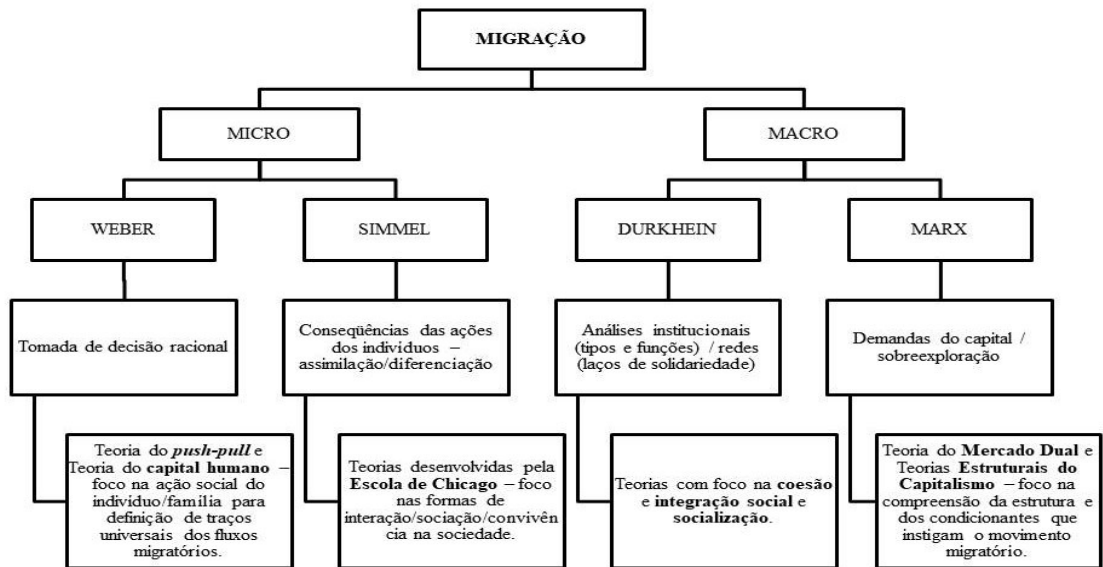 MIGRAÇÃO
MICRO
MACRO
WEBER
SIMMEL
DURKHEIN
MARX
Tomada de decisão racional
Conseqüências das ações
dos individuos –
assimilação/diferenciação
Análises institucionais
(tipos e funções) / redes
(laços de solidariedade)
Demandas do capital /
sobreexploração
Teoria do push-pull e
Teoria do capital humano –
foco na ação social do
individuo/família para
definição de traços
universais dos fluxos
migratórios.
Teorias desenvolvidas pela
Escola de Chicago – foco
nas formas de
interação/sociação/convivên
cia na sociedade.
Teorias com foco na coesão
e integração social e
socialização.
Teoria do Mercado Dual e
Teorias Estruturais do
Capitalismo – foco na
compreensão da estrutura e
dos condicionantes que
instigam o movimento
migratório.